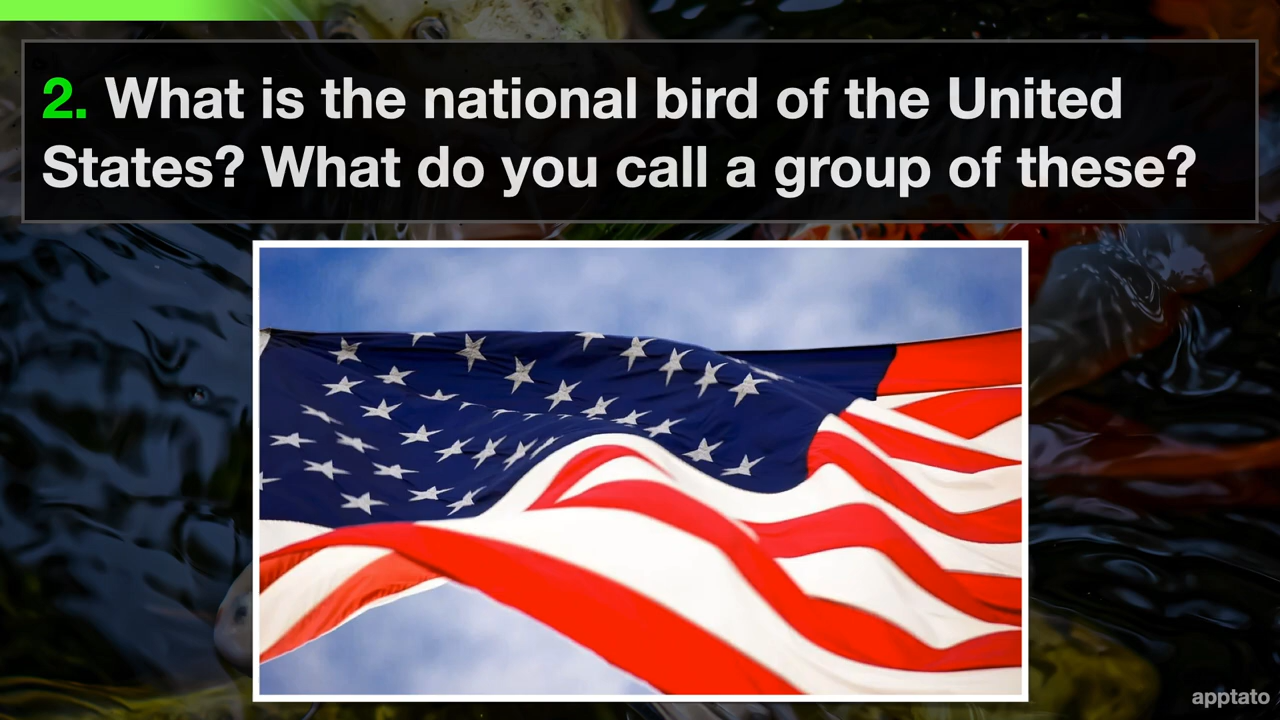 2. What is the national bird of the United
States? What do you call a group of these?
apptato